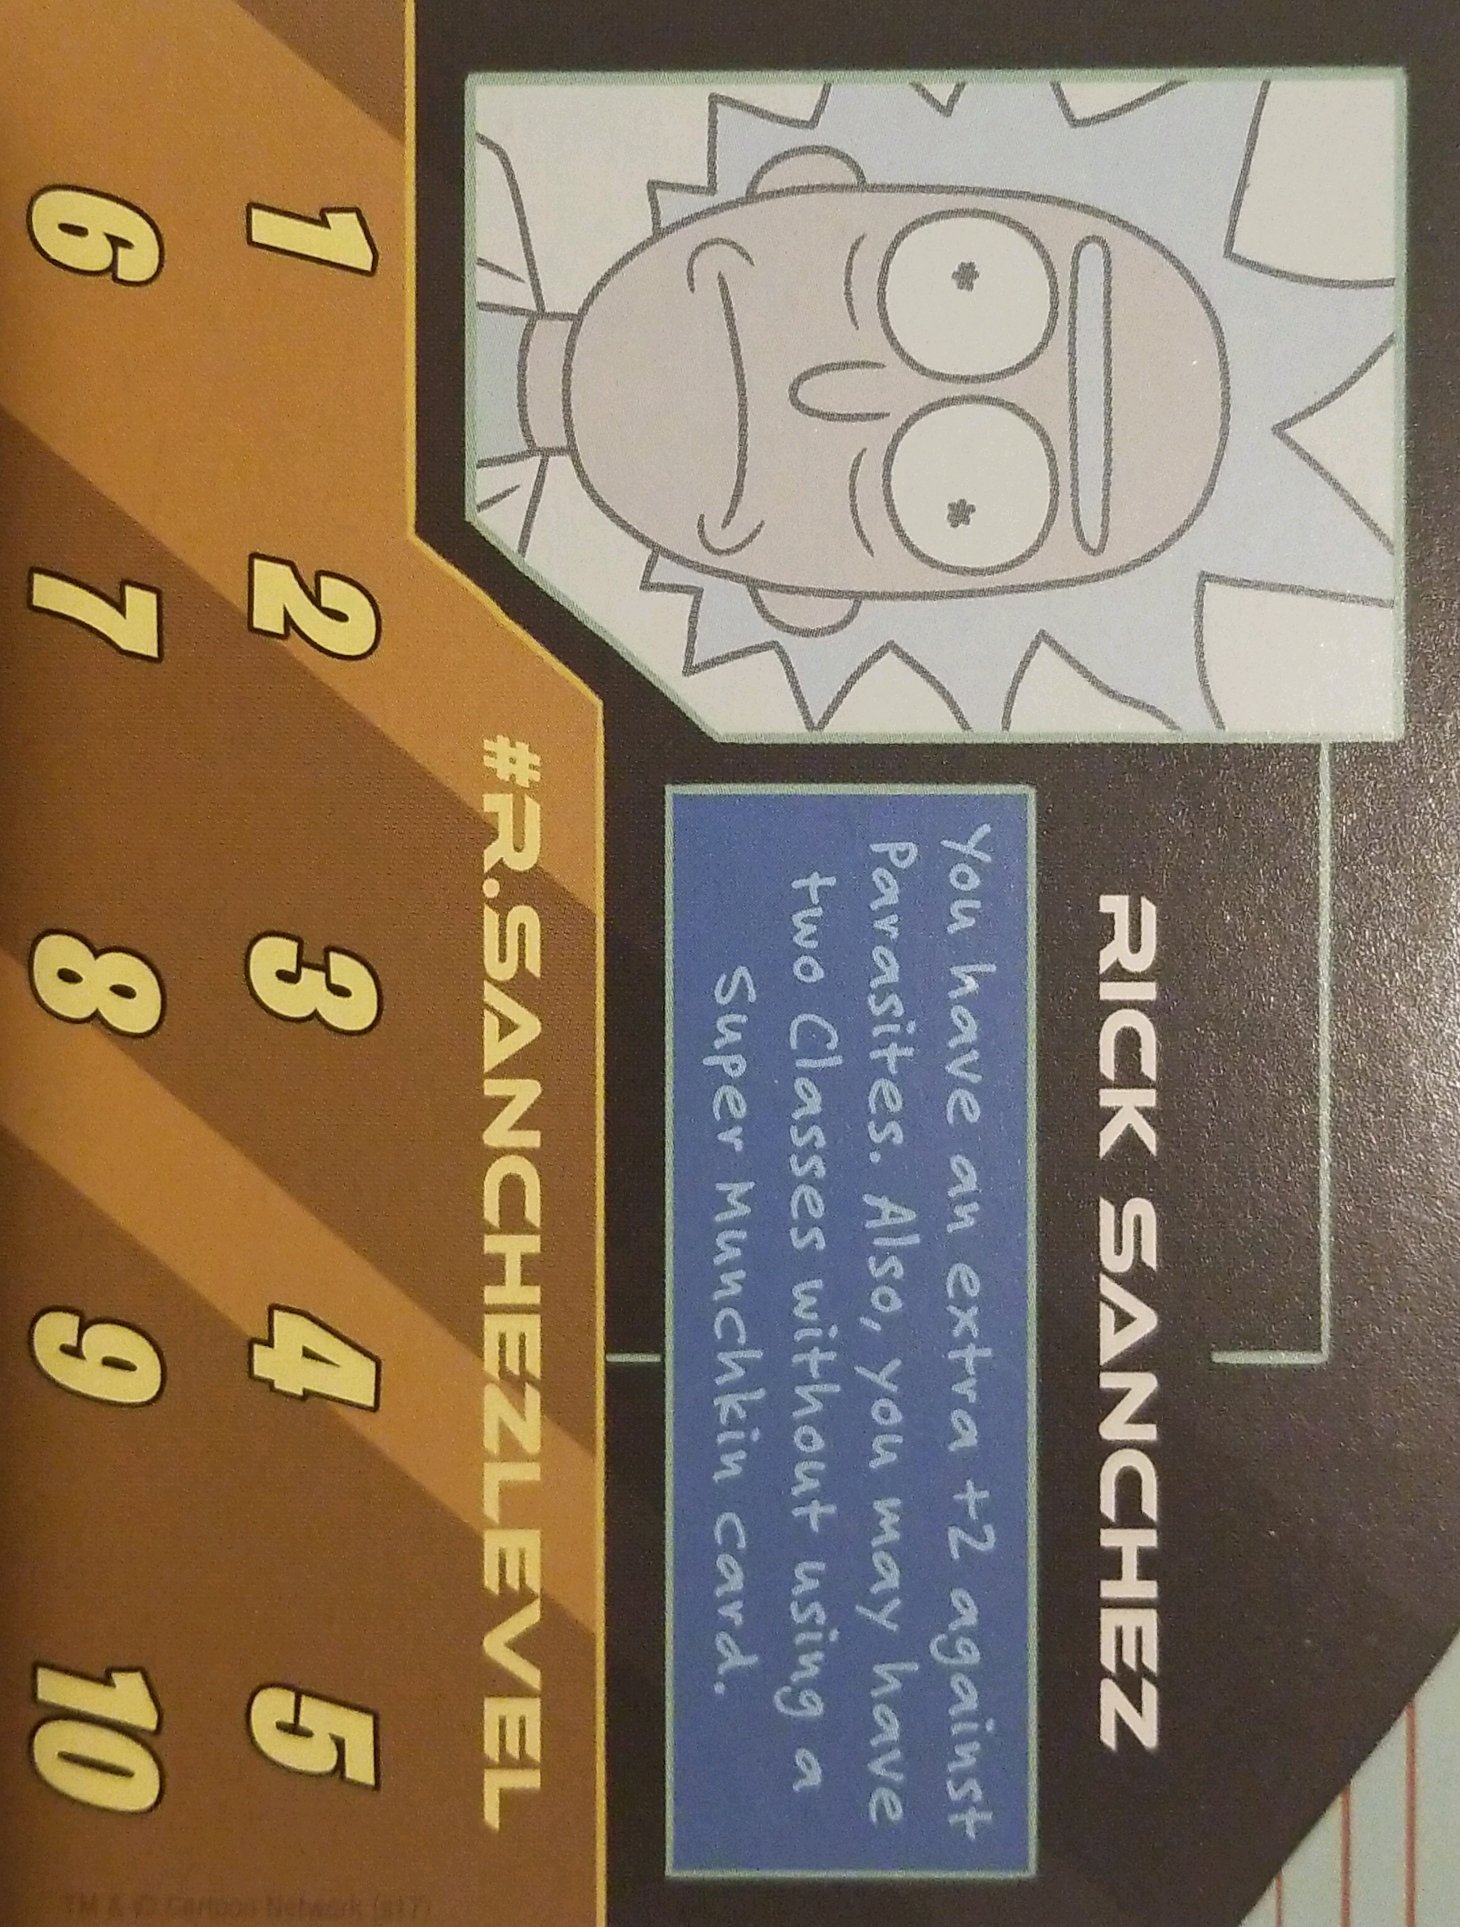 RICK SANCHEZ
You have an extra +2 against
Parasites. Also, you may have
two Classes without using a
Super Munchkin card.
#R.SANCHEZLEVEL
1 2 3 4 5
6 7 8 9 10
TM & © Cartoon Network (s17)